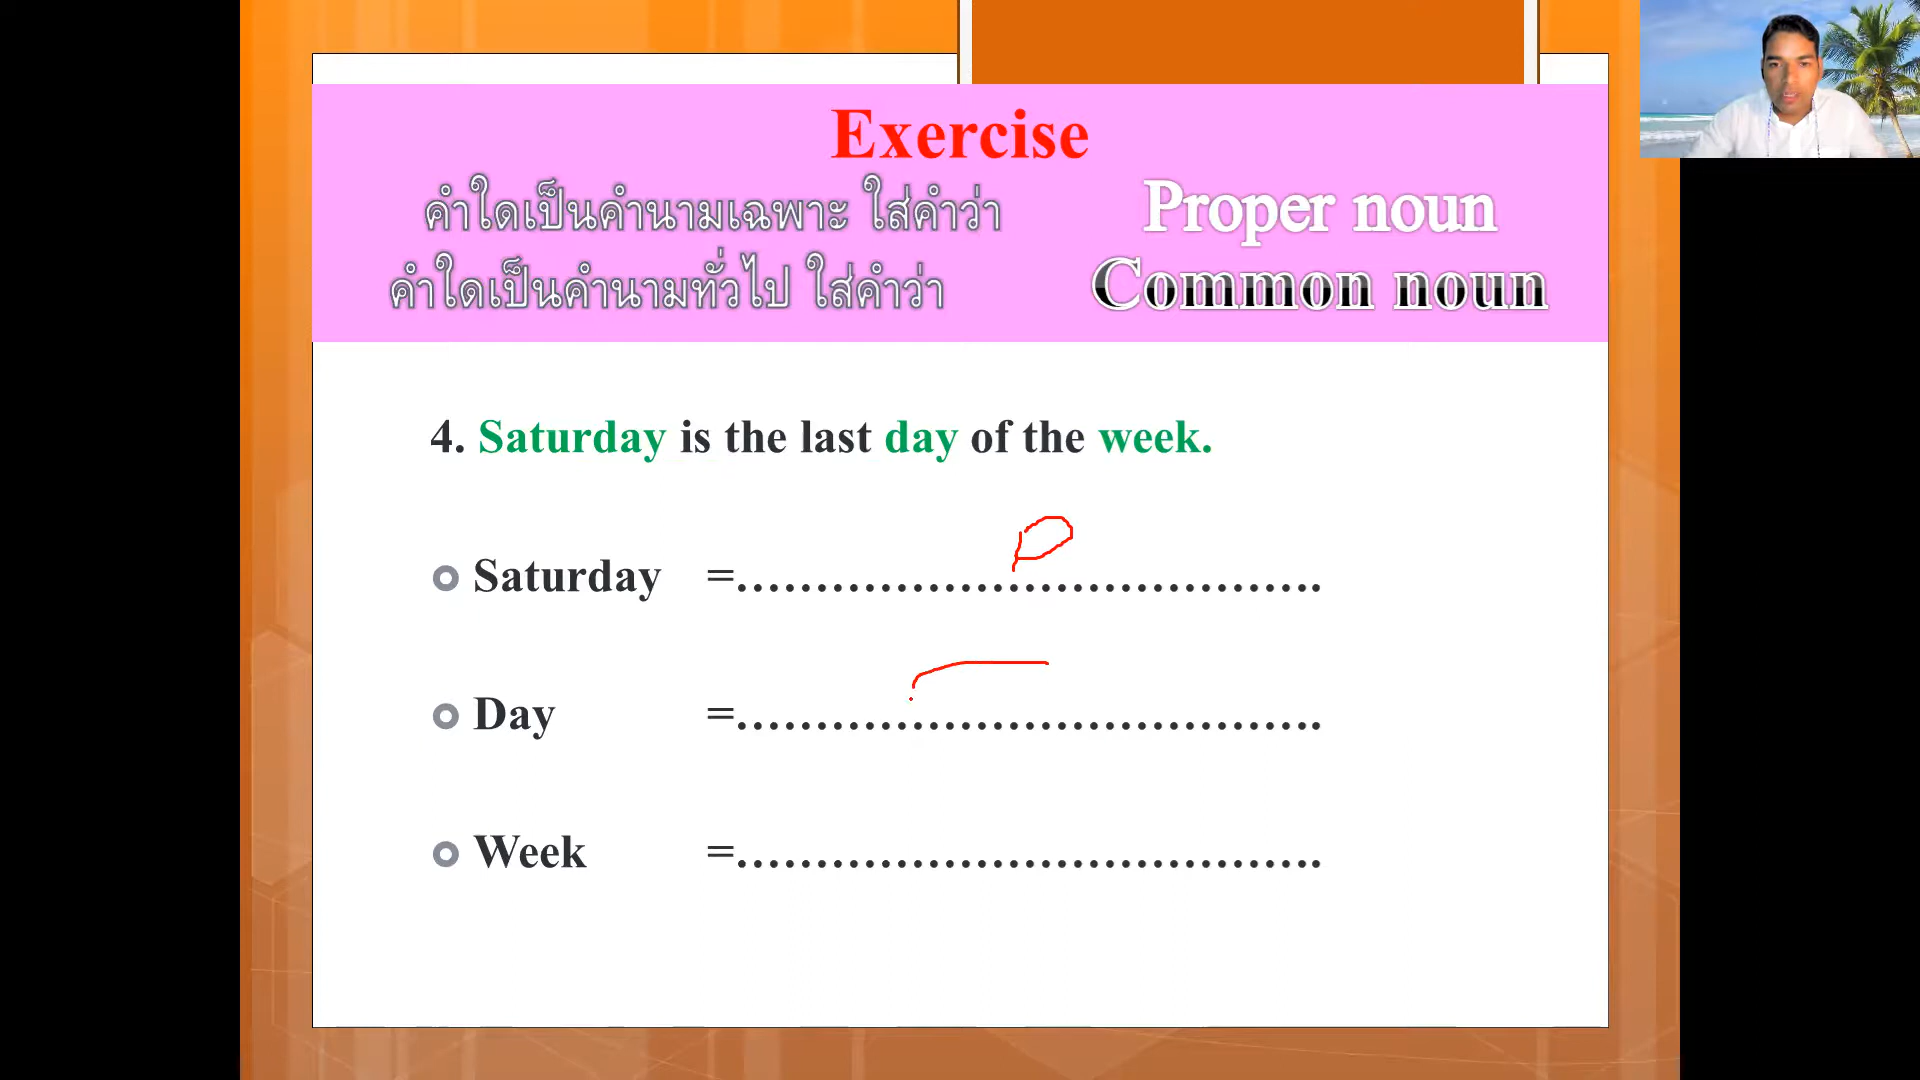 Exercise
คำใดเป็นคำนามเฉพาะ ใส่คำว่า Proper noun
คำใดเป็นคำนามทั่วไป ใส่คำว่า Common noun
4. Saturday is the last day of the week.
Saturday =........................................
P
Day =........................................
Week =........................................